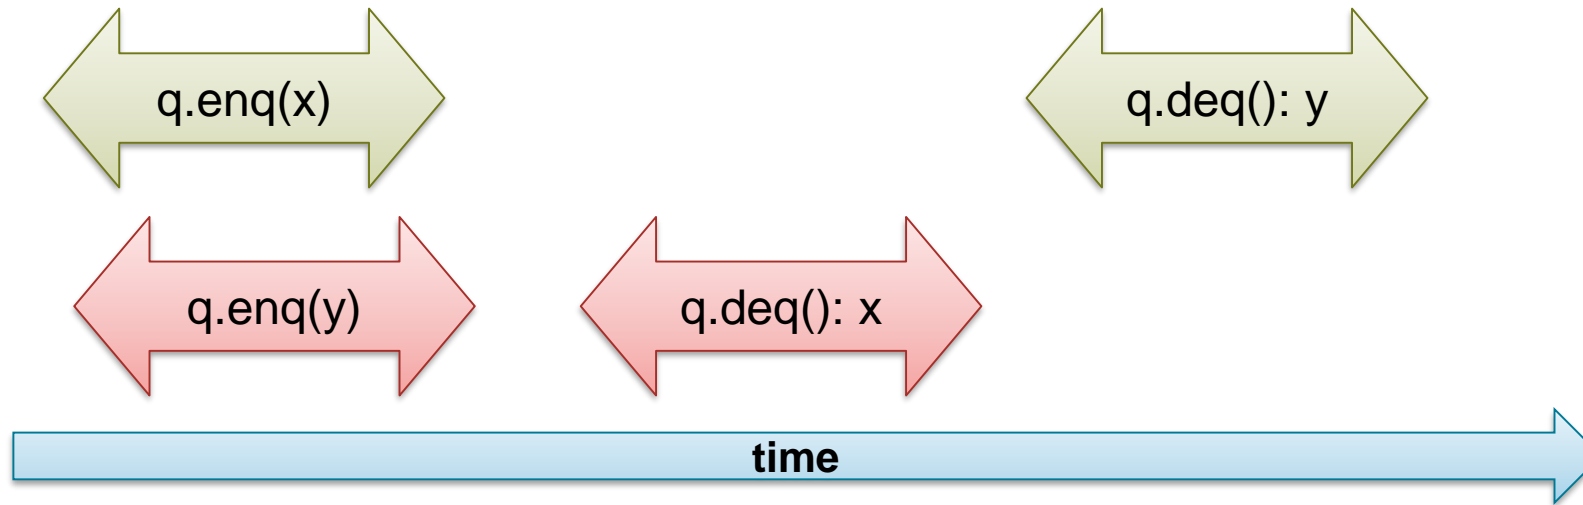 q.enq(x)
q.deq(): y
q.enq(y)
q.deq(): x
time